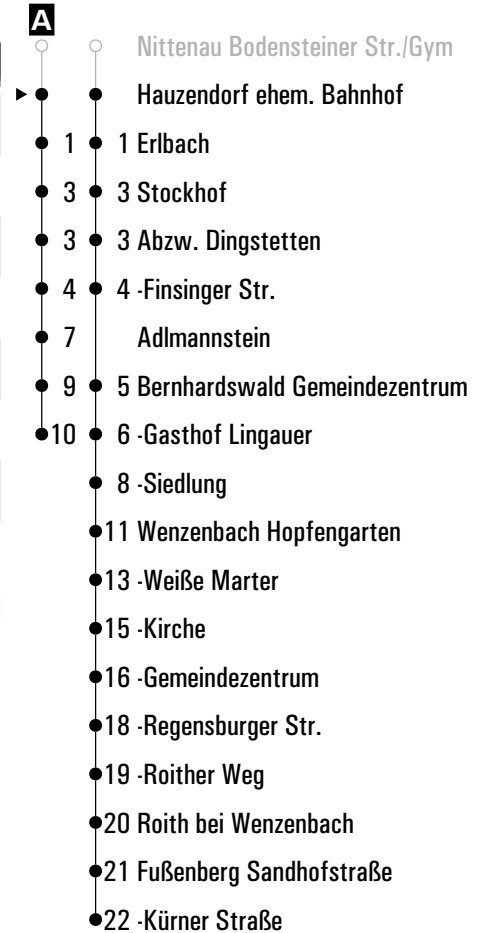 A
Nittenau Bodensteiner Str./Gym
Hauzendorf ehem. Bahnhof
1 1 Erlbach
3 3 Stockhof
3 3 Abzw. Dingstetten
4 4 -Finsinger Str.
7 Adlmannstein
9 5 Bernhardswald Gemeindezentrum
10 6 -Gasthof Lingauer
8 -Siedlung
11 Wenzenbach Hopfengarten
13 -Weiße Marter
15 -Kirche
16 -Gemeindezentrum
18 -Regensburger Str.
19 -Roither Weg
20 Roith bei Wenzenbach
21 Fußenberg Sandhofstraße
22 -Kürner Straße